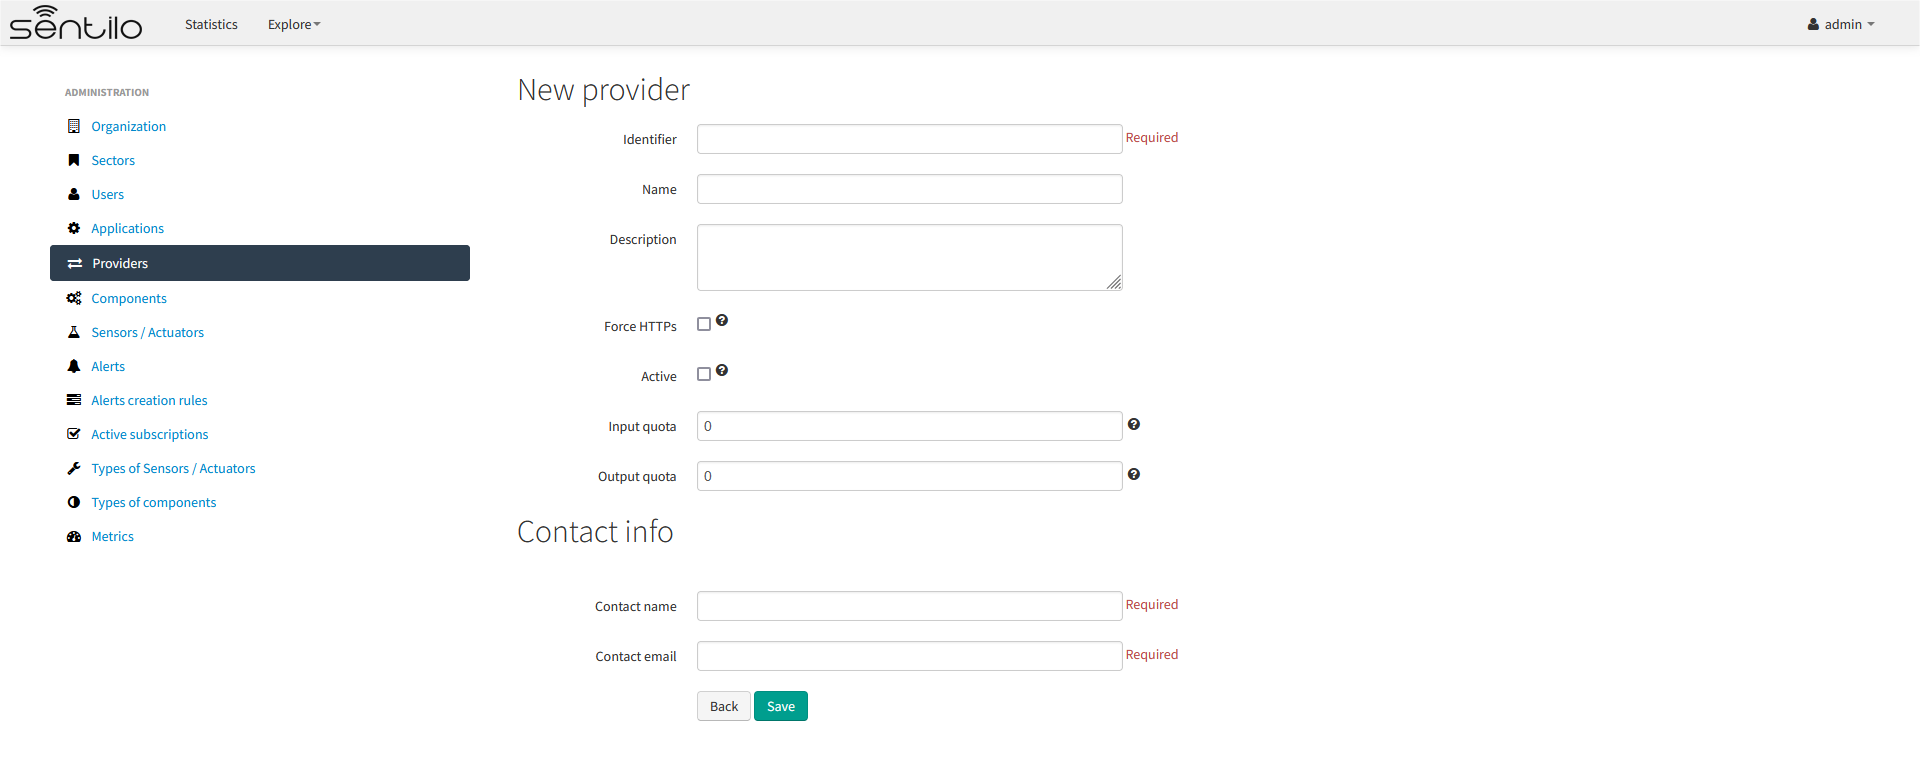 sentilo
Statistics
Explore
admin
ADMINISTRATION
Organization
Sectors
Users
Applications
Providers
Components
Sensors / Actuators
Alerts
Alerts creation rules
Active subscriptions
Types of Sensors / Actuators
Types of components
Metrics
New provider
Identifier
Required
Name
Description
Force HTTPs
Active
Input quota
0
Output quota
0
Contact info
Contact name
Required
Contact email
Required
Back
Save